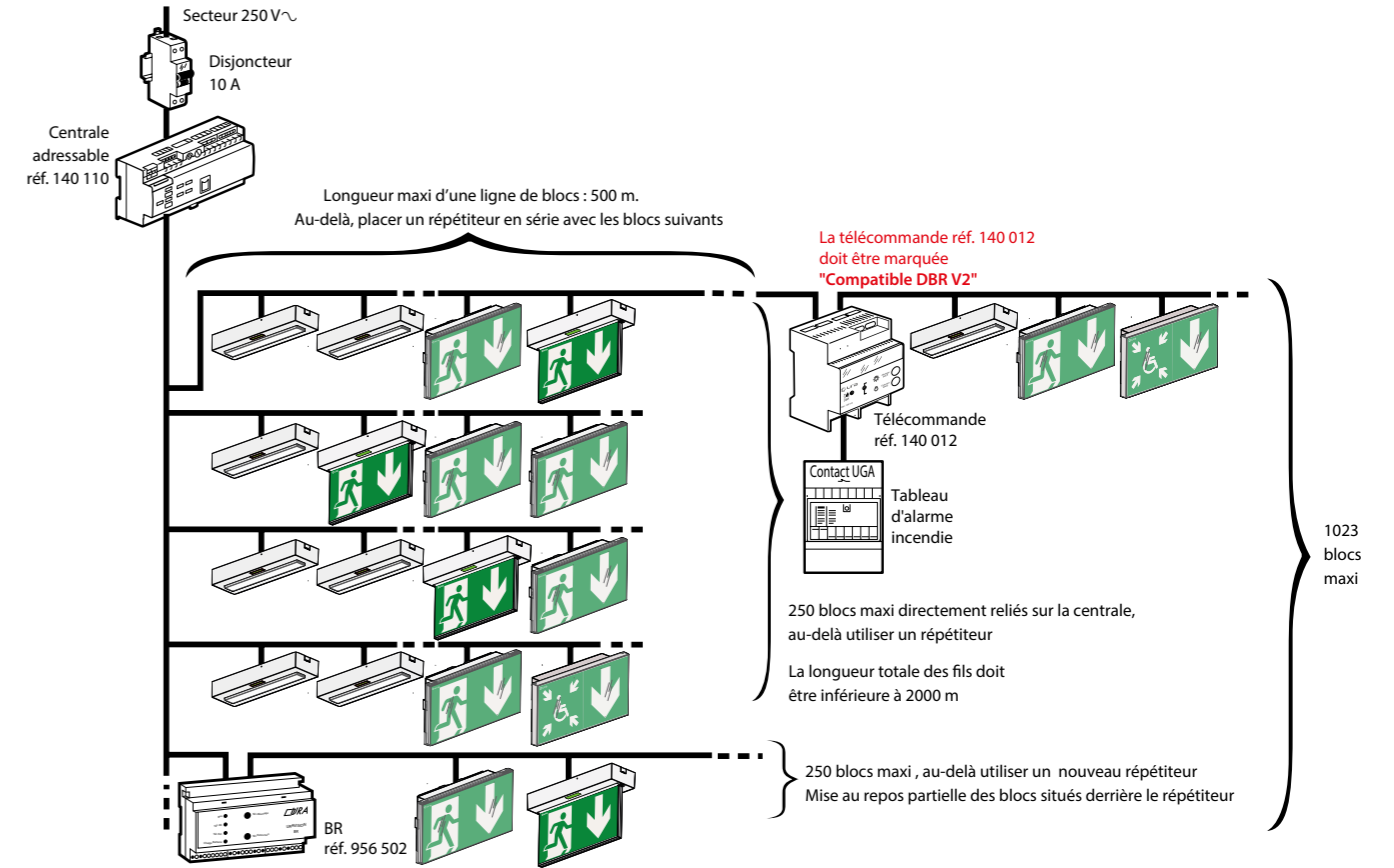 Secteur 250 V
Disjoncteur
10 A
Centrale
adressable
réf. 140 110
Longueur maxi d'une ligne de blocs : 500 m.
Au-delà, placer un répétiteur en série avec les blocs suivants
La télécommande réf. 140 012
doit être marquée
"Compatible DBR V2"
Télécommande
réf. 140 012
Contact UGA
Tableau
d'alarme
incendie
1023
blocs
maxi
250 blocs maxi directement reliés sur la centrale,
au-delà utiliser un répétiteur
La longueur totale des fils doit
être inférieure à 2000 m
250 blocs maxi , au-delà utiliser un nouveau répétiteur
Mise au repos partielle des blocs situés derrière le répétiteur
URA
BR
réf. 956 502